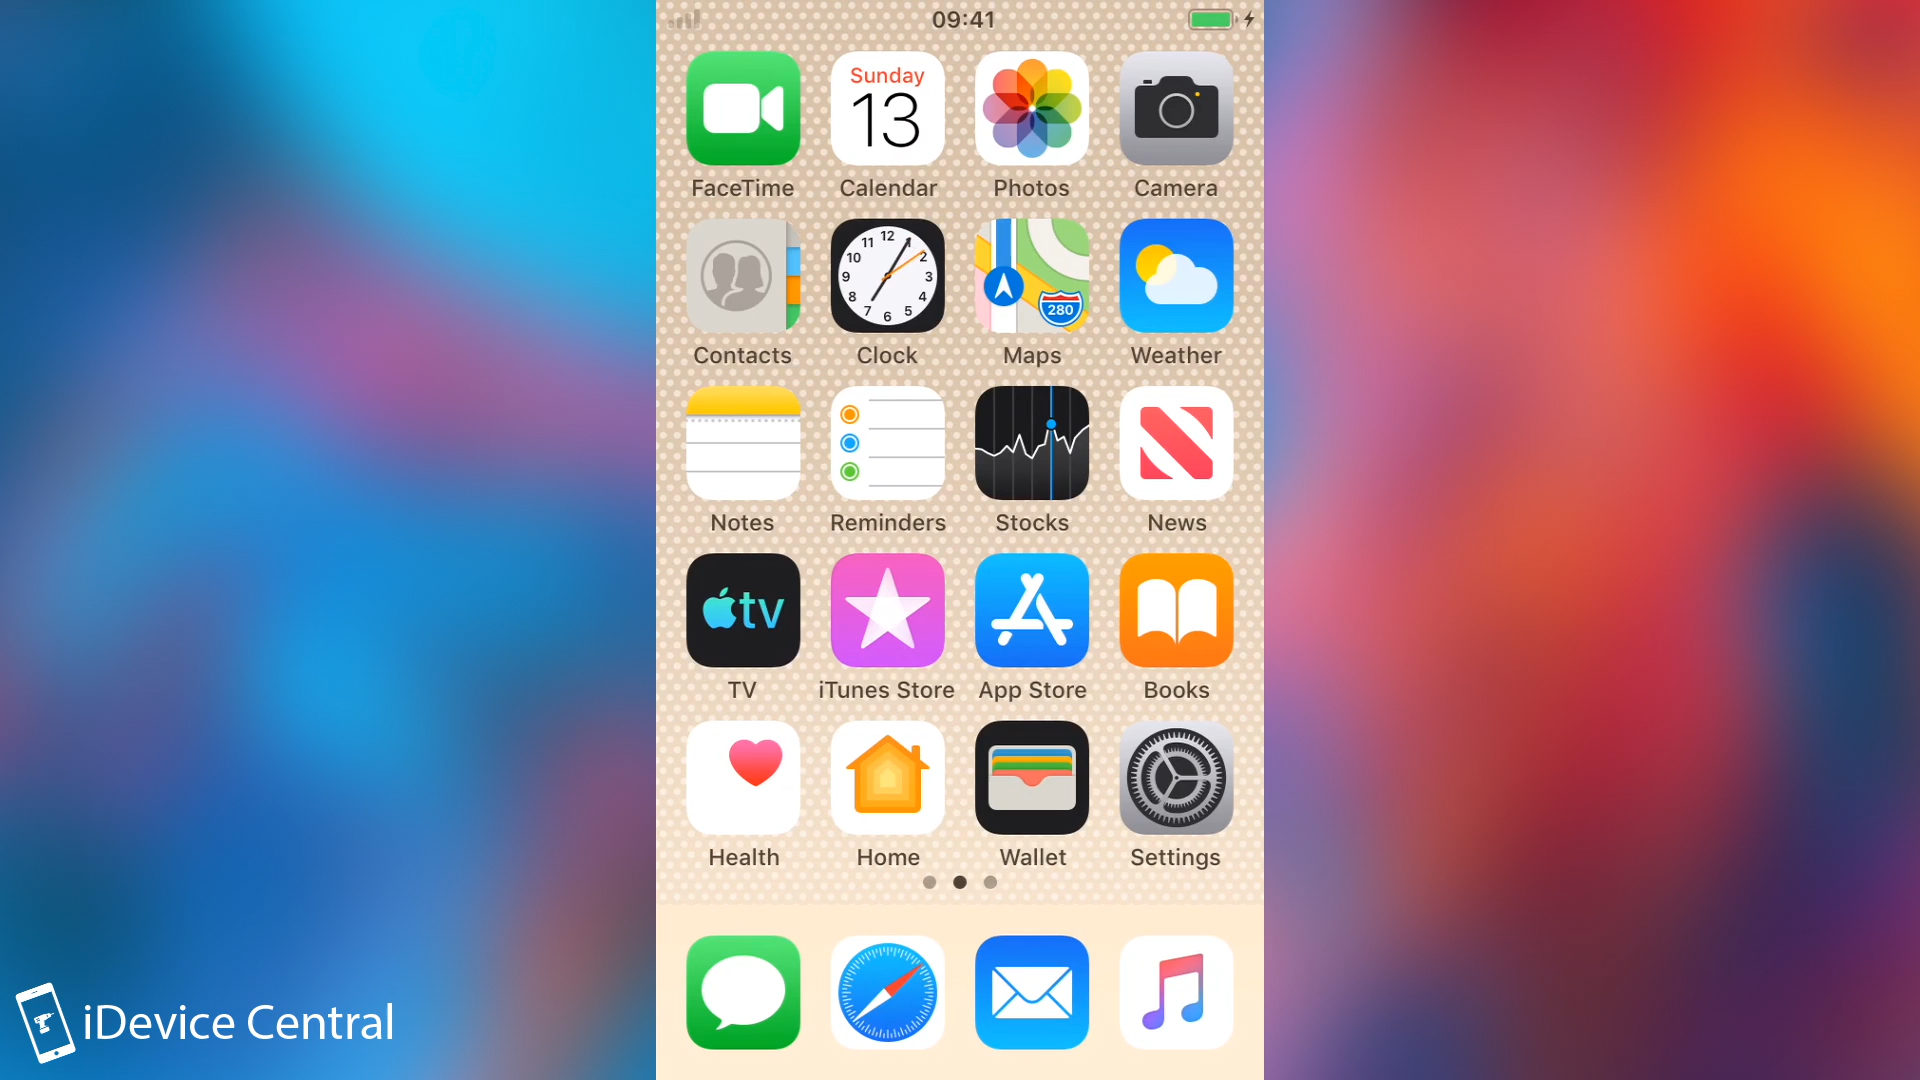 09:41
Sunday
13
FaceTime Calendar Photos Camera
12
11 1
10 2
9 3
8 4
7 5
6
280
Contacts Clock Maps Weather
Notes Reminders Stocks News
tv
TV iTunes Store App Store Books
Health Home Wallet Settings
iDevice Central